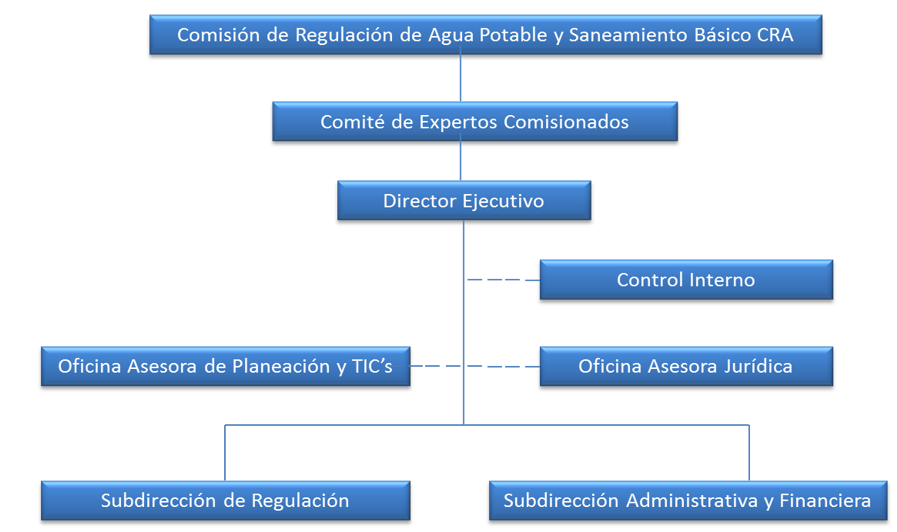 Comisión de Regulación de Agua Potable y Saneamiento Básico CRA
Comité de Expertos Comisionados
Director Ejecutivo
Control Interno
Oficina Asesora de Planeación y TIC’s
Oficina Asesora Jurídica
Subdirección de Regulación
Subdirección Administrativa y Financiera